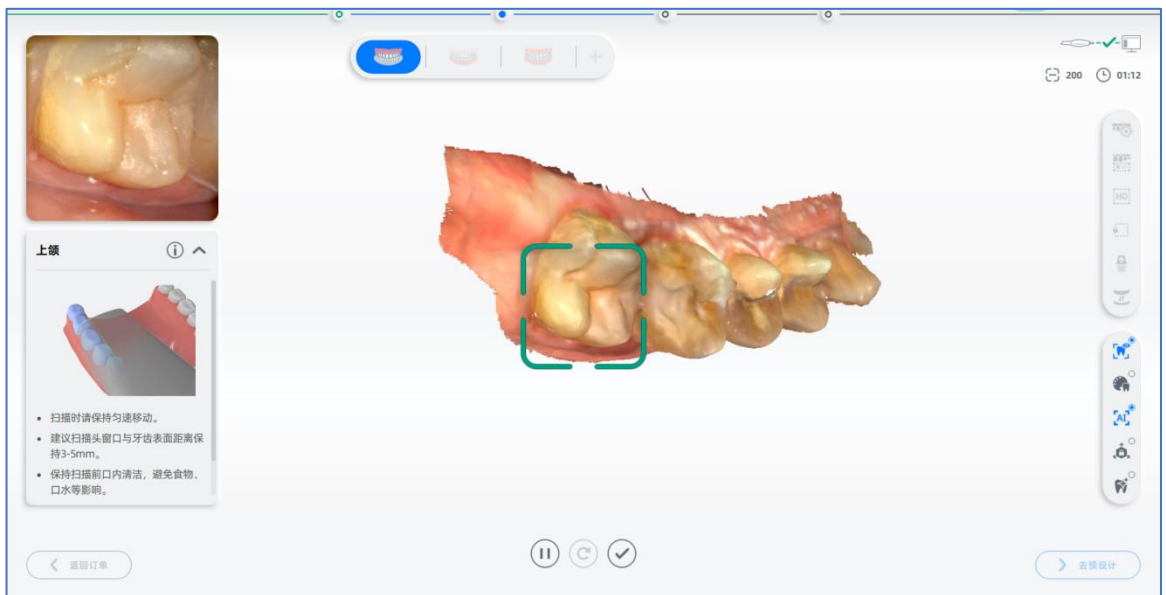 200 01:12
HD
上颌
扫描时请保持匀速移动。
建议扫描头窗口与牙齿表面距离保
持3-5mm。
保持扫描前口内清洁，避免食物、
口水等影响。
AI
返回订单
去预设计